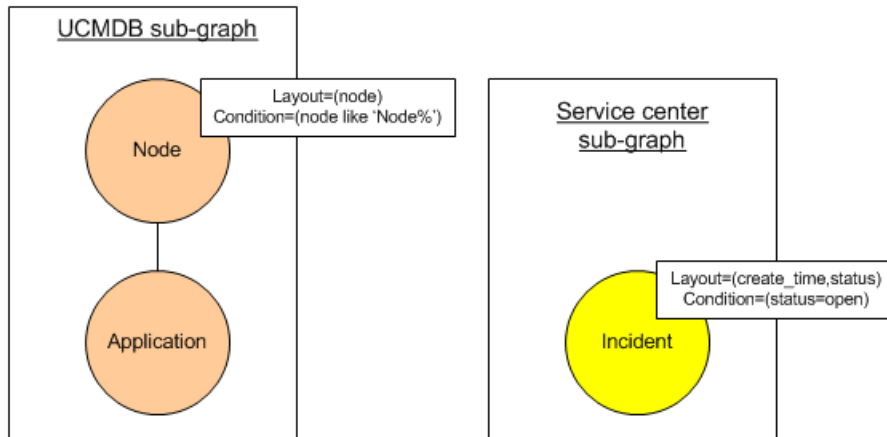 UCMDB sub-graph
Layout=(node)
Condition=(node like ‘Node%’)
Node
Application
Service center
sub-graph
Layout=(create_time,status)
Condition=(status=open)
Incident